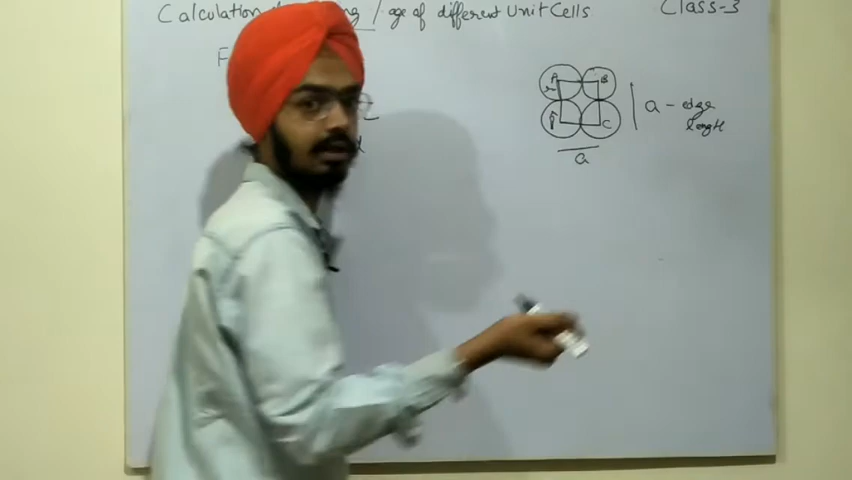 Calculation /age of different Unit Cells
Class-3
F
A B
r
C
a - edge
length
a